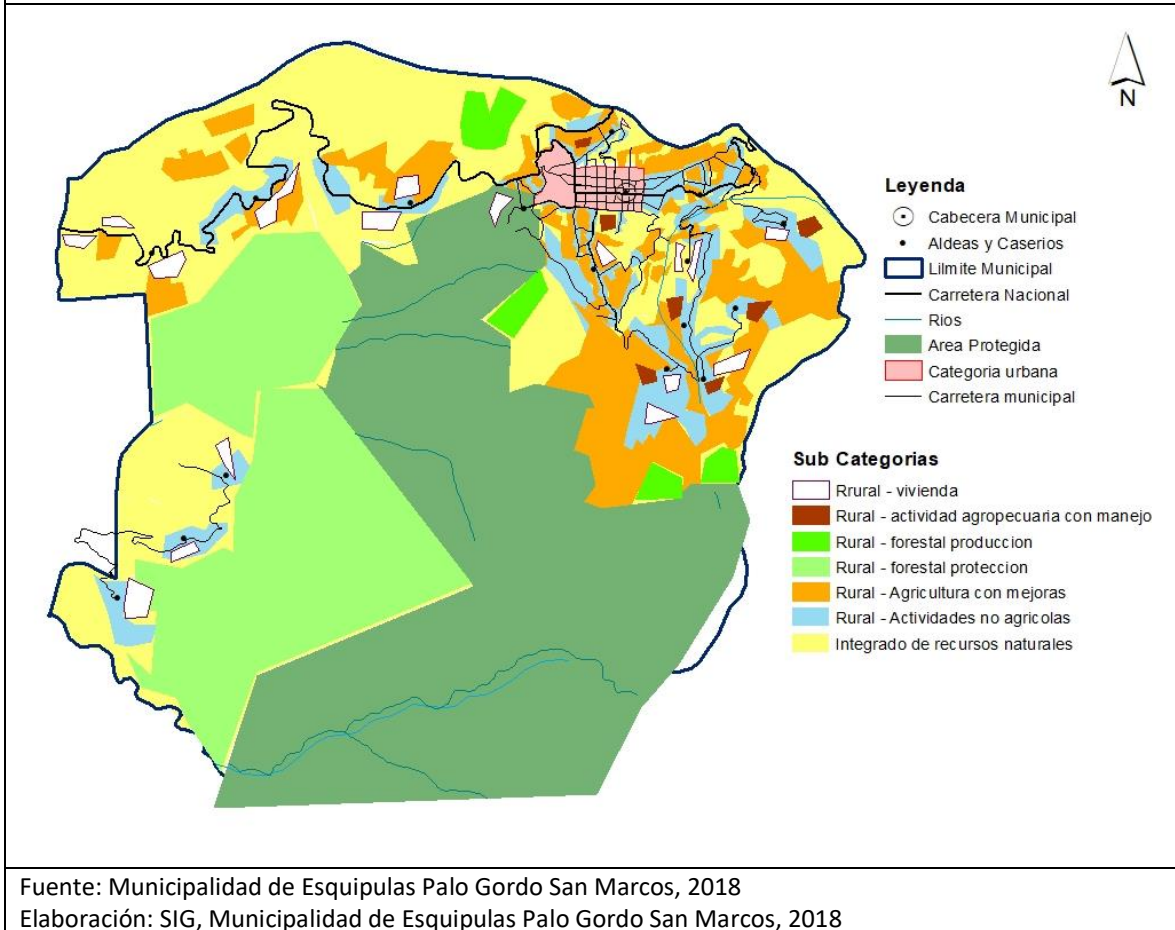 N
Leyenda
Cabecera Municipal
Aldeas y Caserios
Lilmite Municipal
Carretera Nacional
Rios
Area Protegida
Categoria urbana
Carretera municipal
Sub Categorias
Rrural - vivienda
Rural - actividad agropecuaria con manejo
Rural - forestal produccion
Rural - forestal proteccion
Rural - Agricultura con mejoras
Rural - Actividades no agricolas
Integrado de recursos naturales
Fuente: Municipalidad de Esquipulas Palo Gordo San Marcos, 2018
Elaboración: SIG, Municipalidad de Esquipulas Palo Gordo San Marcos, 2018